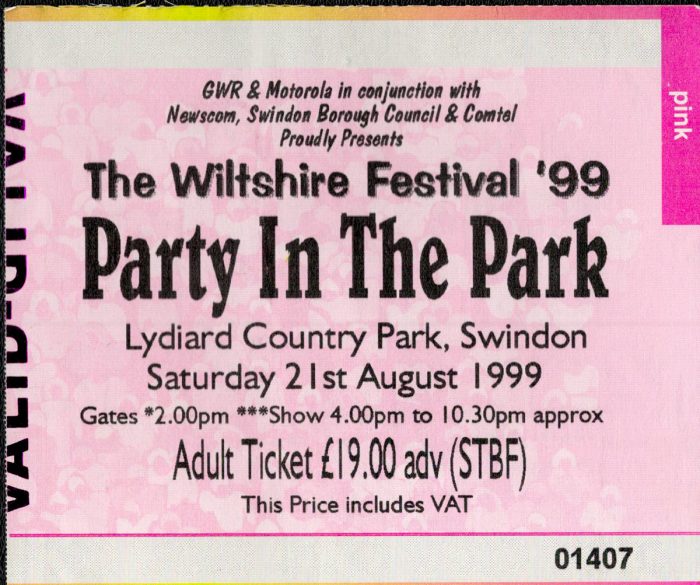 GWR & Motorola in conjunction with
Newscom, Swindon Borough Council & Comtel
Proudly Presents
The Wiltshire Festival '99
Party In The Park
Lydiard Country Park, Swindon
Saturday 21st August 1999
Gates *2.00pm ***Show 4.00pm to 10.30pm approx
Adult Ticket £19.00 adv (STBF)
This Price includes VAT
01407
pink